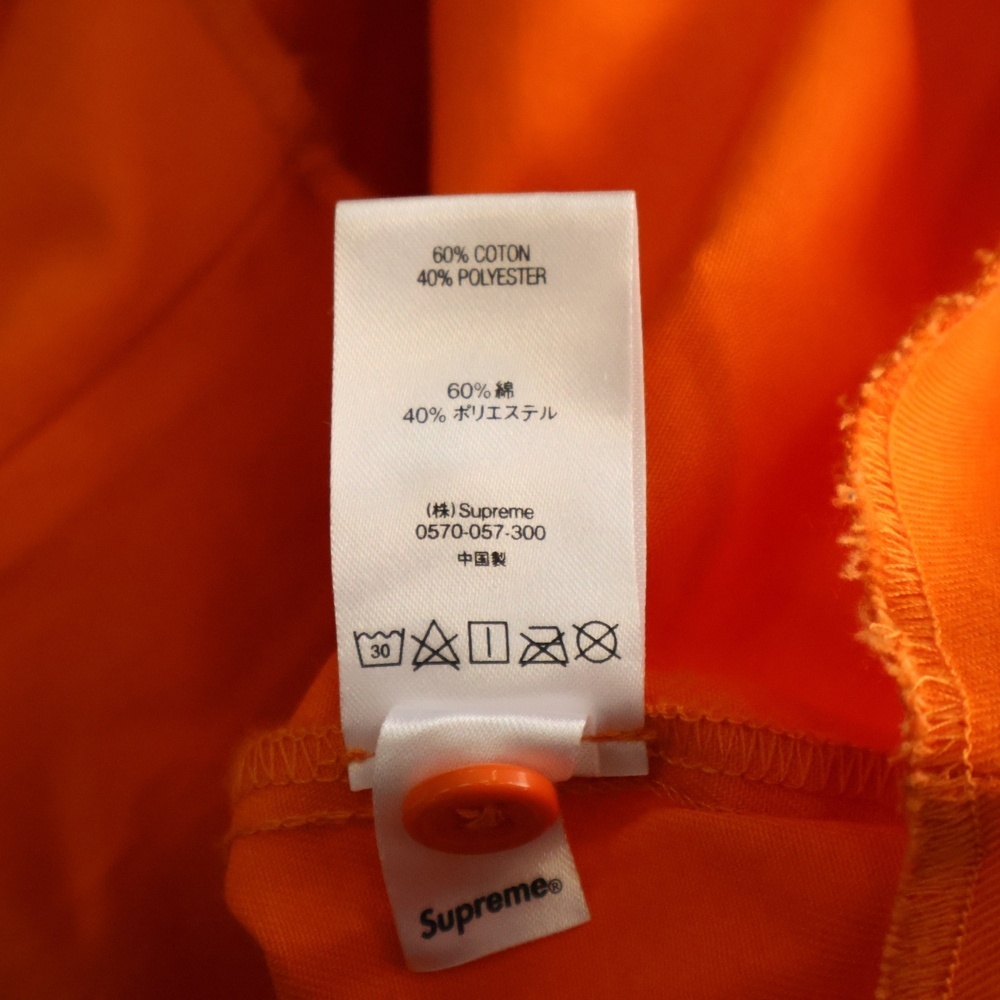 60% COTON
40% POLYESTER
60% 綿
40% ポリエステル
(株) Supreme
0570-057-300
中国製
30
Supreme®